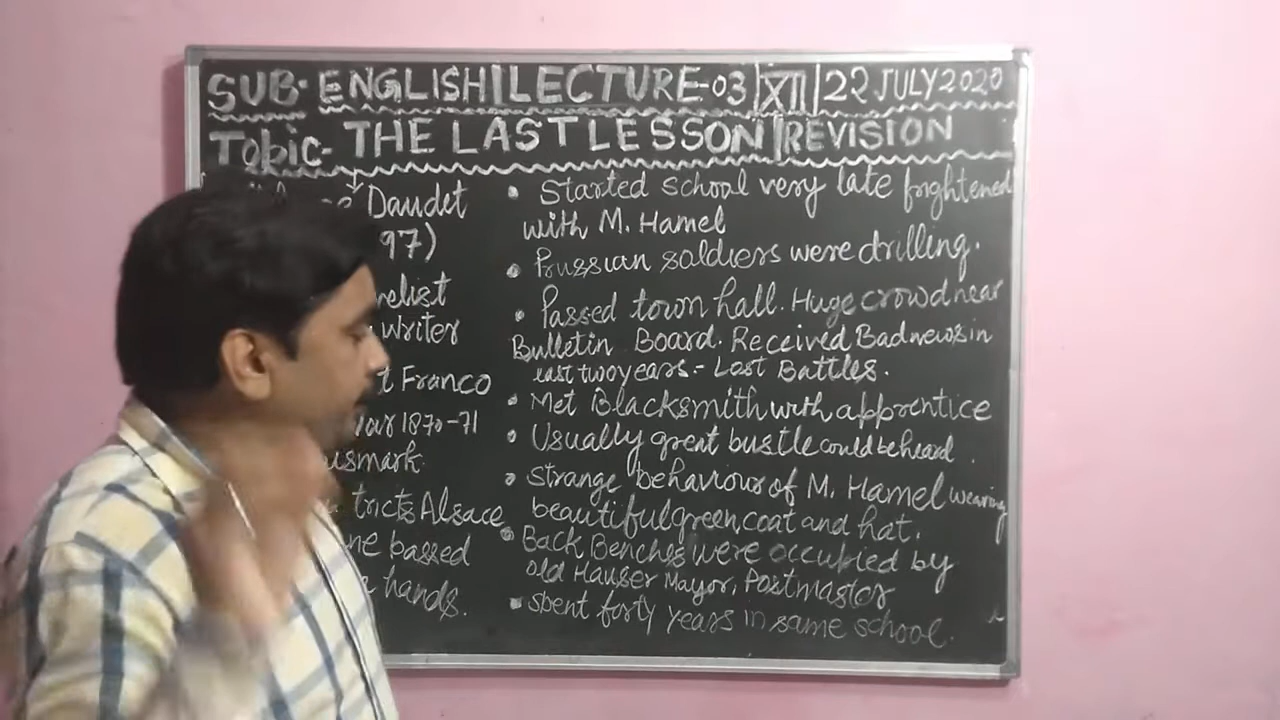 SUB- ENGLISH|LECTURE-03|XII|22 JULY 2020
Topic- THE LAST LESSON|REVISION
Daudet
97)
velist
writer
t Franco
War 1870-71
ismark
tricts Alsace
ne passed
hands.
• Started school very late frightened
with M. Hamel
• Prussian soldiers were drilling.
• Passed town hall. Huge crowd near
Bulletin Board. Received Bad news in
last two years:- Lost Battles.
• Met Blacksmith with apprentice
• Usually great bustle could be heard.
• Strange behaviour of M. Hamel wearing
beautiful green coat and hat.
• Back Benches were occupied by
old Hauser Mayor, Postmaster
• Spent forty years in same school.